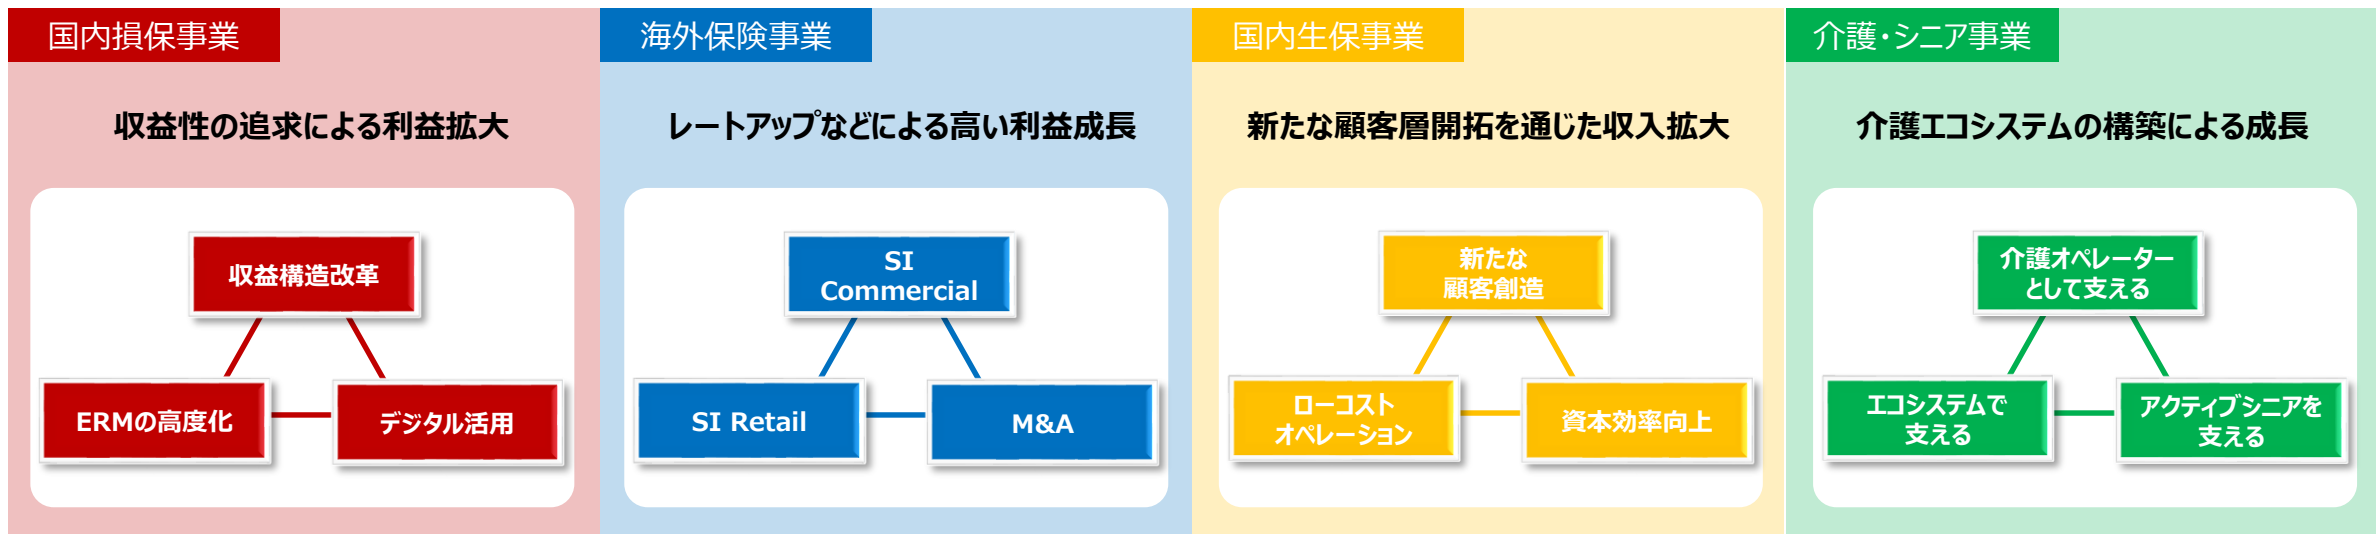 国内損保事業
収益性の追求による利益拡大
収益構造改革
ERMの高度化
デジタル活用
海外保険事業
レートアップなどによる高い利益成長
SI
Commercial
SI Retail
M&A
国内生保事業
新たな顧客層開拓を通じた収入拡大
新たな
顧客創造
ローコスト
オペレーション
資本効率向上
介護・シニア事業
介護エコシステムの構築による成長
介護オペレーター
として支える
エコシステムで
支える
アクティブシニアを
支える